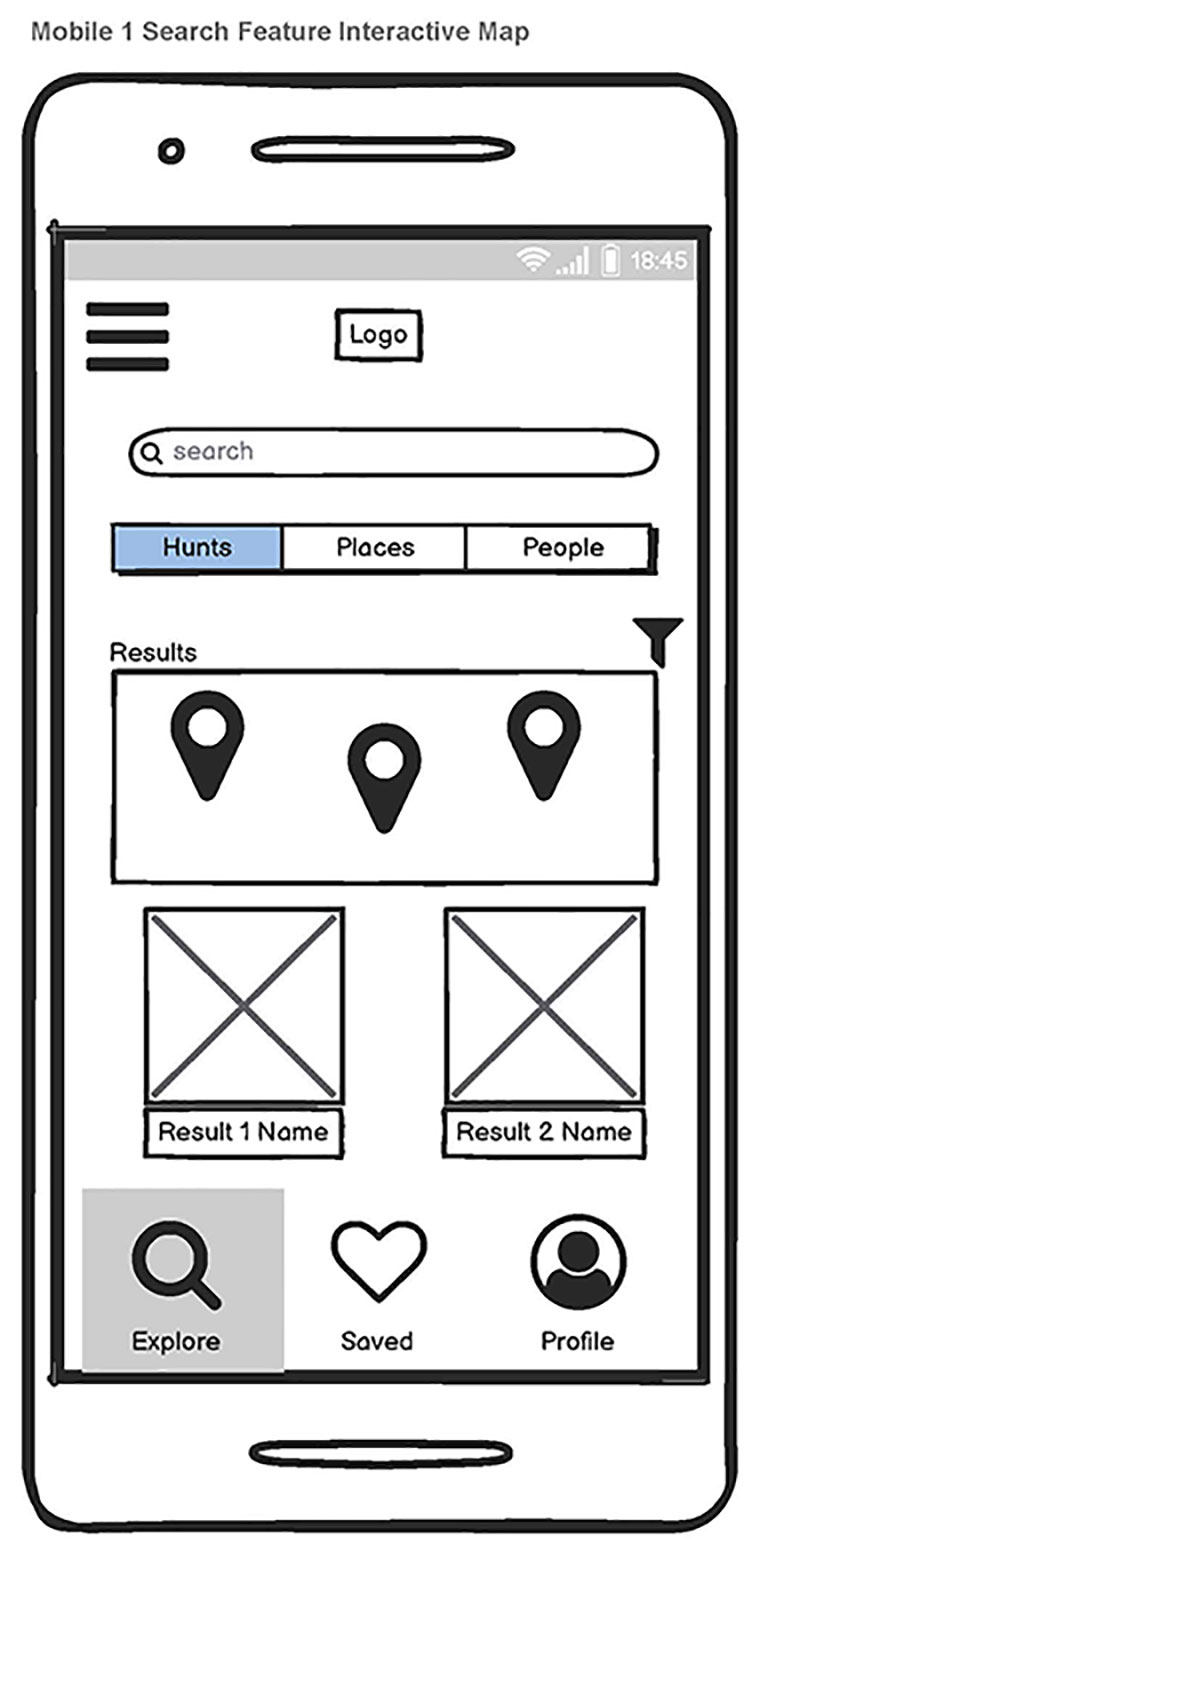 Mobile 1 Search Feature Interactive Map
18:45
Logo
search
Hunts Places People
Results
Result 1 Name Result 2 Name
Explore Saved Profile